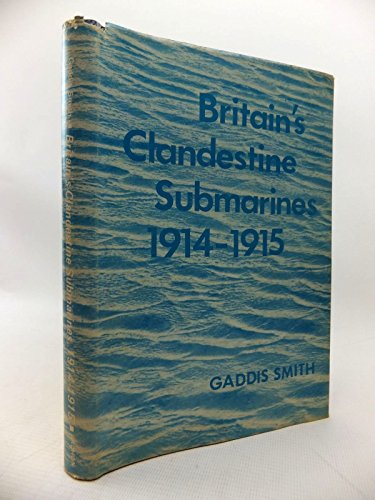 Britain's
Clandestine
Submarines
1914-1915
GADDIS SMITH